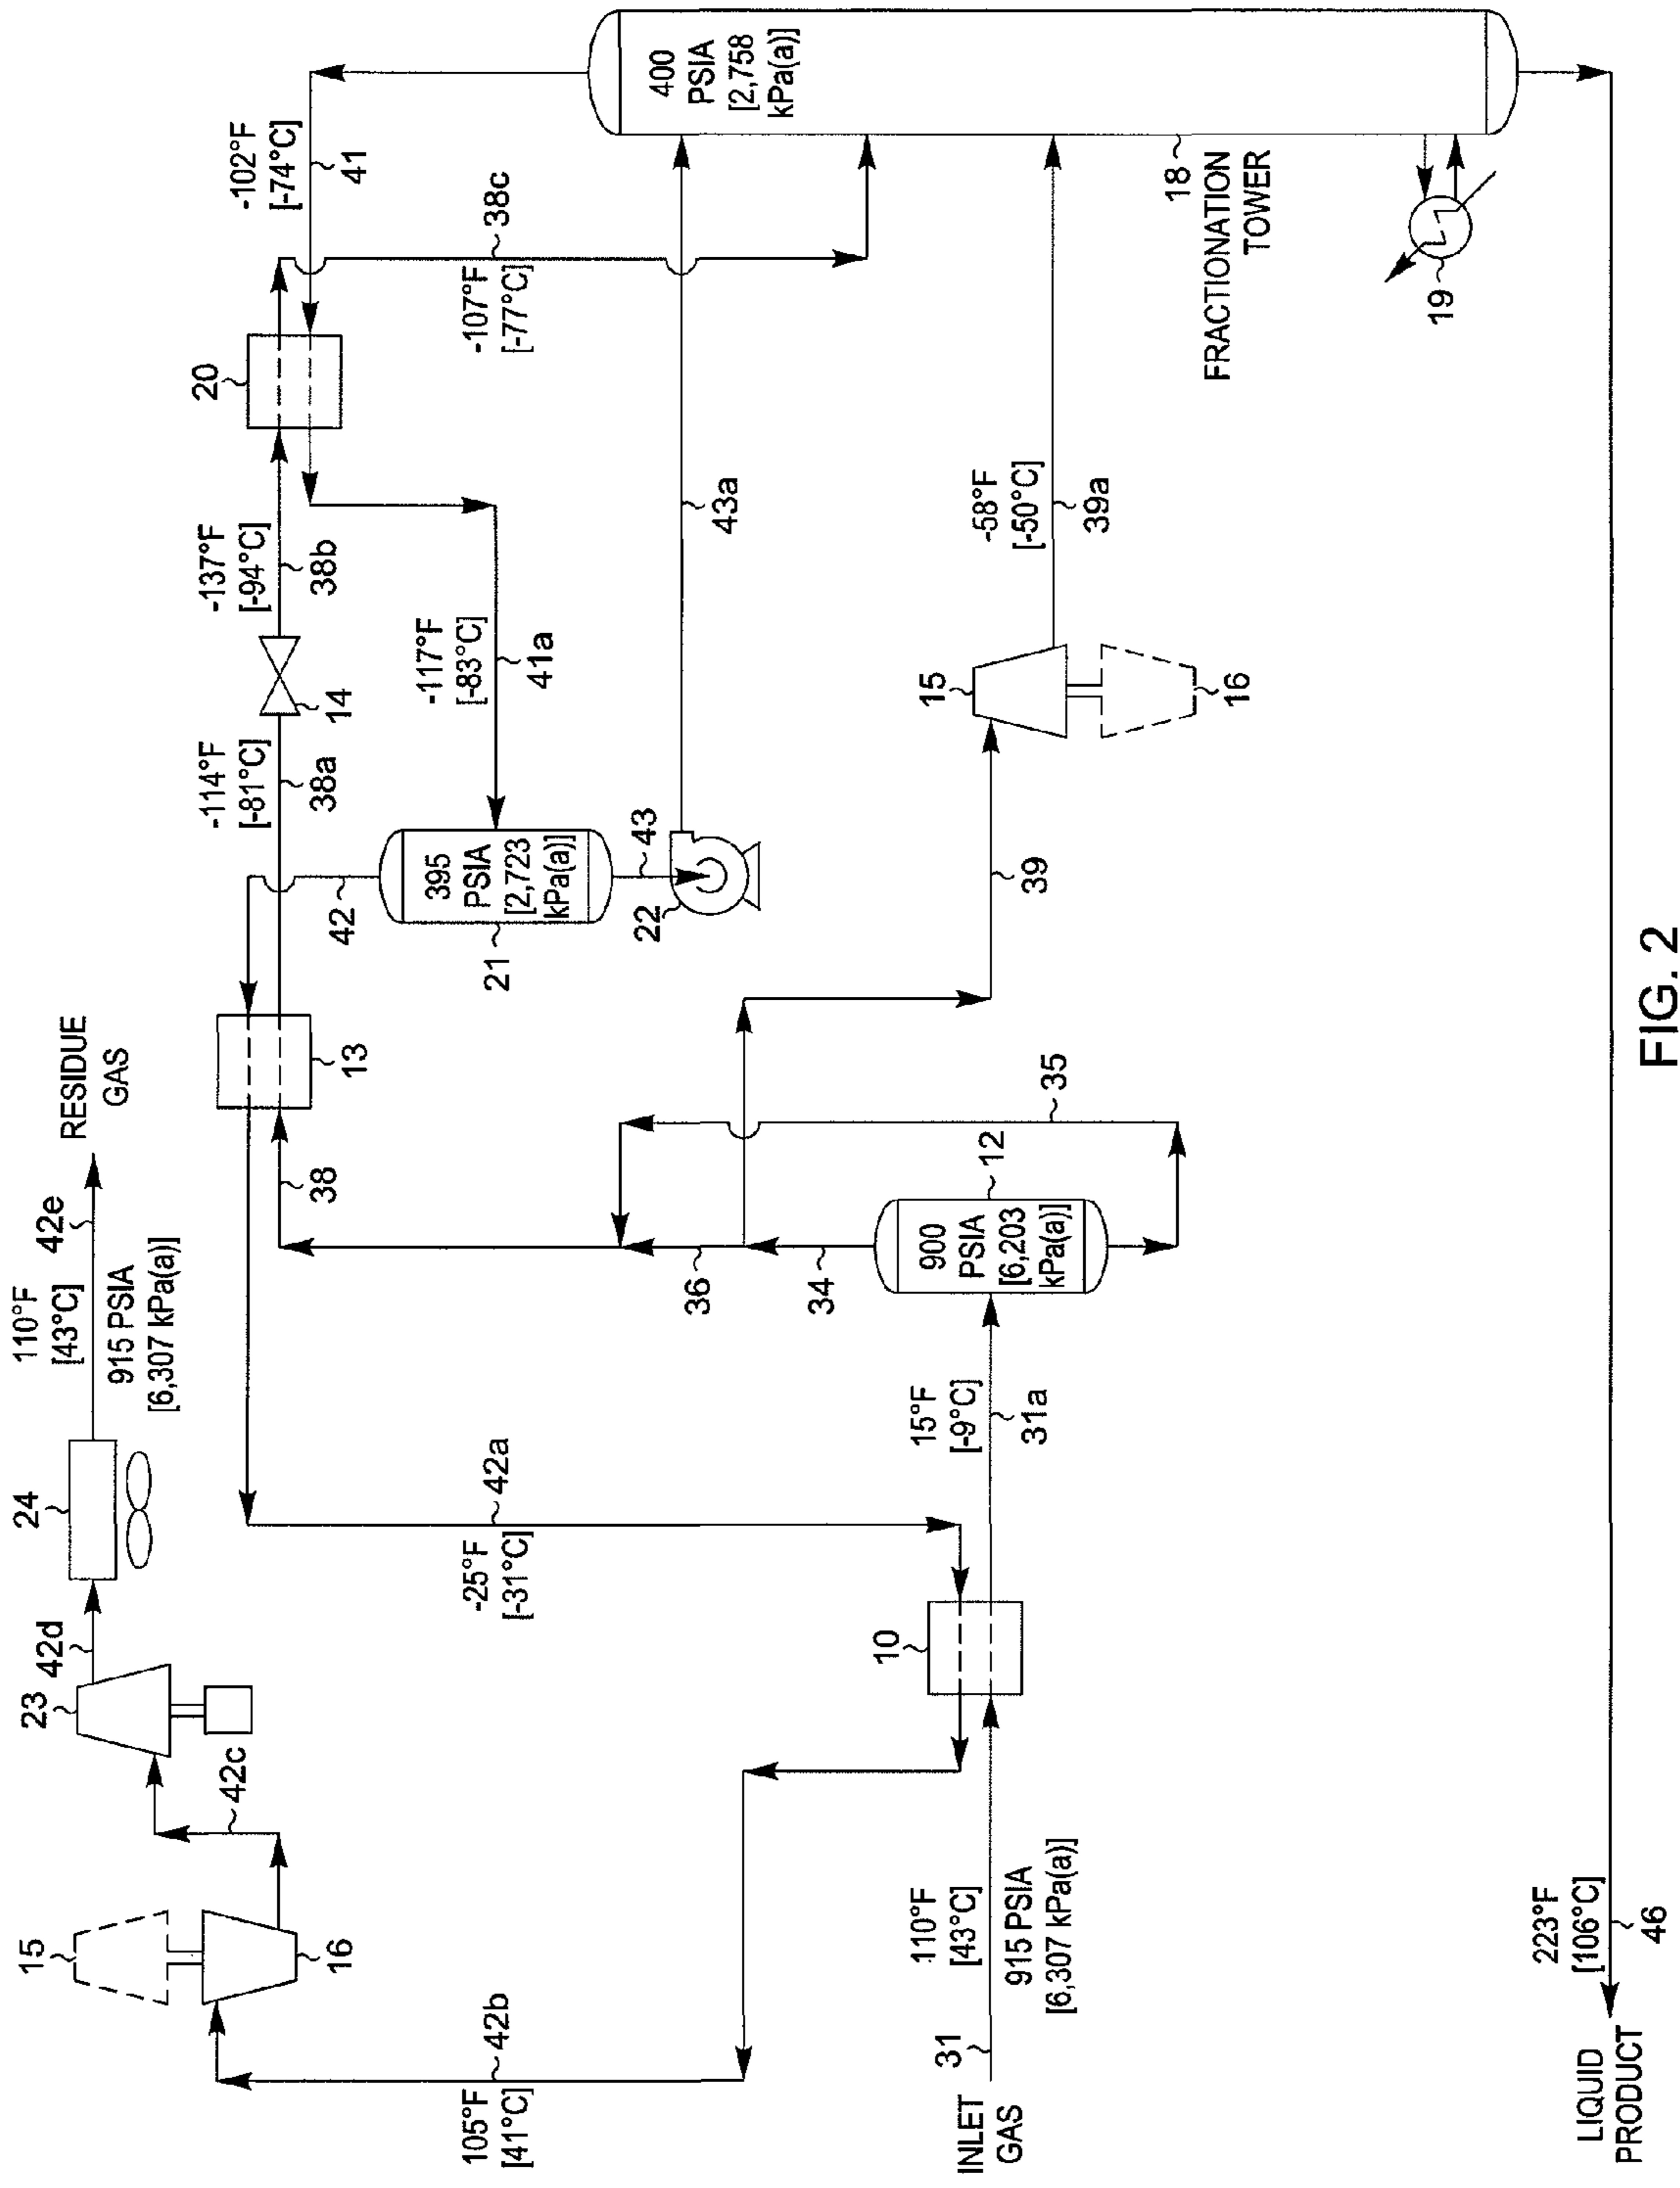 110°F
[43°C]
915 PSIA
[6,307 kPa(a)]
42e
RESIDUE
GAS
15
16
42c
23
42d
24
105°F
[41°C]
42b
-25°F
[-31°C]
42a
38
13
-114°F
[-81°C]
38a
14
-137°F
[-94°C]
38b
20
-102°F
[-74°C]
41
42
395
PSIA
[2,723
kPa(a)]
21
-117°F
[-83°C]
41a
-107°F
[-77°C]
38c
22
43
43a
36
34
900
PSIA
[6,203
kPa(a)]
12
35
39
15
16
-58°F
[-50°C]
39a
400
PSIA
[2,758
kPa(a)]
18
FRACTIONATION
TOWER
19
INLET
GAS
31
110°F
[43°C]
915 PSIA
[6,307 kPa(a)]
10
15°F
[-9°C]
31a
LIQUID
PRODUCT
223°F
[106°C]
46
FIG. 2